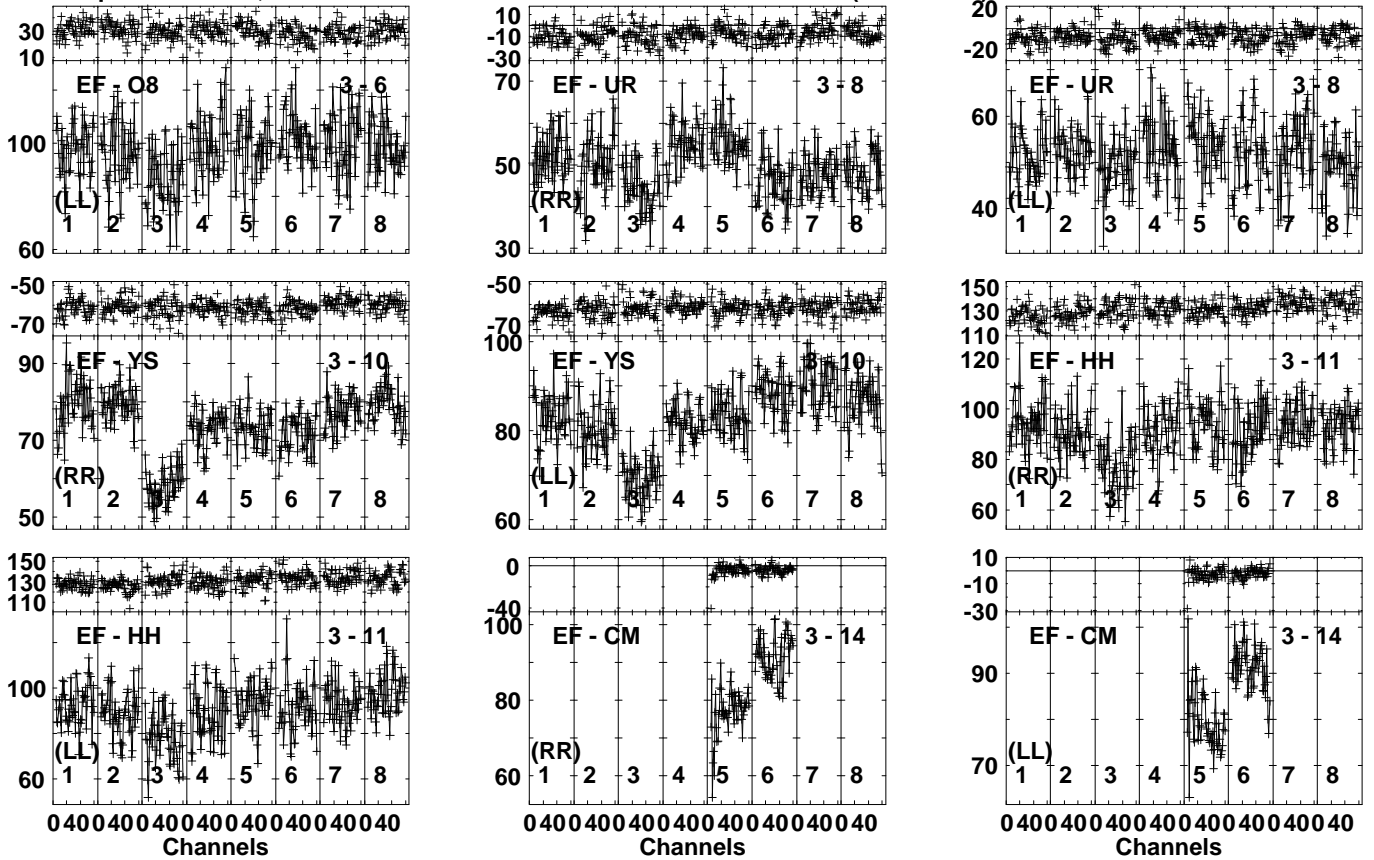 30
10
EF - O8 3 - 6
100
(LL)
1 2 3 4 5 6 7 8
60
10
-10
-30
70
EF - UR 3 - 8
50
(RR)
1 2 3 4 5 6 7 8
30
20
-20
EF - UR 3 - 8
60
40
(LL)
1 2 3 4 5 6 7 8
-50
-70
90
EF - YS 3 - 10
70
(RR)
1 2 3 4 5 6 7 8
50
-50
-70
100
EF - YS 3 - 10
80
(LL)
1 2 3 4 5 6 7 8
60
150
130
110
120
EF - HH 3 - 11
100
80
(RR)
1 2 3 4 5 6 7 8
60
150
130
110
EF - HH 3 - 11
100
(LL)
60
1 2 3 4 5 6 7 8
0 40 0 40 0 40 0 40 0 40 0 40 0 40 0 40
Channels
0
-40
100
EF - CM 3 - 14
80
(RR)
60
1 2 3 4 5 6 7 8
0 40 0 40 0 40 0 40 0 40 0 40 0 40 0 40
Channels
10
-10
-30
EF - CM 3 - 14
90
(LL)
70
1 2 3 4 5 6 7 8
0 40 0 40 0 40 0 40 0 40 0 40 0 40 0 40
Channels